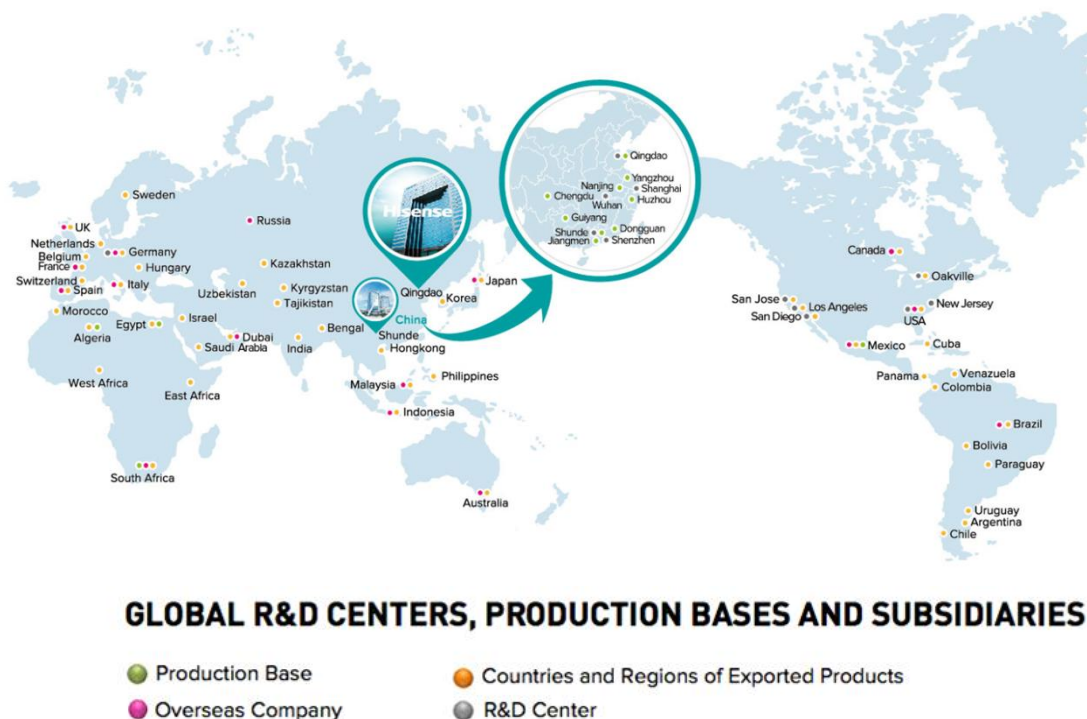 Sweden
UK
Russia
Netherlands
Germany
Belgium
France
Hungary
Switzerland
Spain
Italy
Morocco
Algeria
Egypt
Israel
Saudi Arabia
Dubai
Kazakhstan
Uzbekistan
Kyrgyzstan
Tajikistan
Bengal
India
West Africa
East Africa
South Africa
Hisense
Qingdao
China
Shunde
Hongkong
Korea
Japan
Philippines
Malaysia
Indonesia
Australia
Qingdao
Yangzhou
Nanjing
Shanghai
Chengdu
Wuhan
Huzhou
Guiyang
Dongguan
Shunde
Jiangmen
Shenzhen
Canada
Oakville
San Jose
Los Angeles
San Diego
New Jersey
USA
Mexico
Cuba
Panama
Venazuela
Colombia
Brazil
Bolivia
Paraguay
Uruguay
Argentina
Chile
GLOBAL R&D CENTERS, PRODUCTION BASES AND SUBSIDIARIES
Production Base
Countries and Regions of Exported Products
Overseas Company
R&D Center